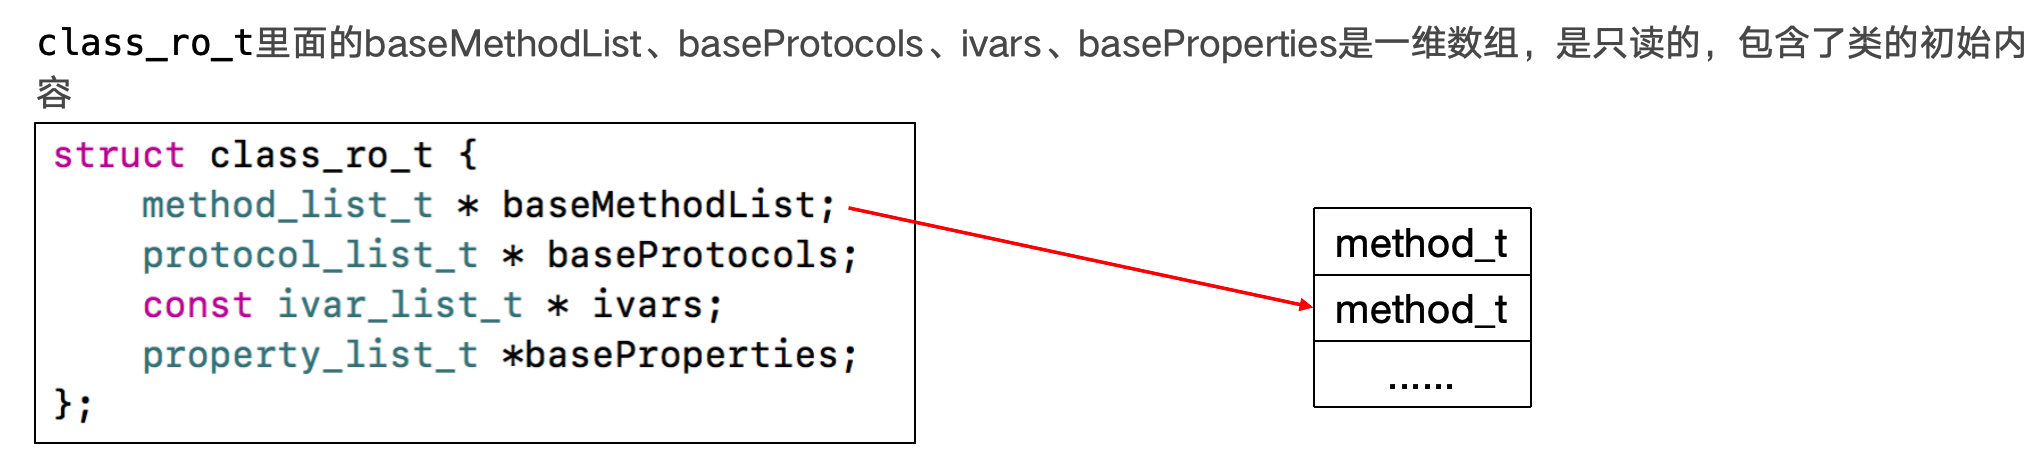 class_ro_t里面的baseMethodList、baseProtocols、ivars、baseProperties是一维数组，是只读的，包含了类的初始内
容
struct class_ro_t {
    method_list_t * baseMethodList;
    protocol_list_t * baseProtocols;
    const ivar_list_t * ivars;
    property_list_t *baseProperties;
};
method_t
method_t
......